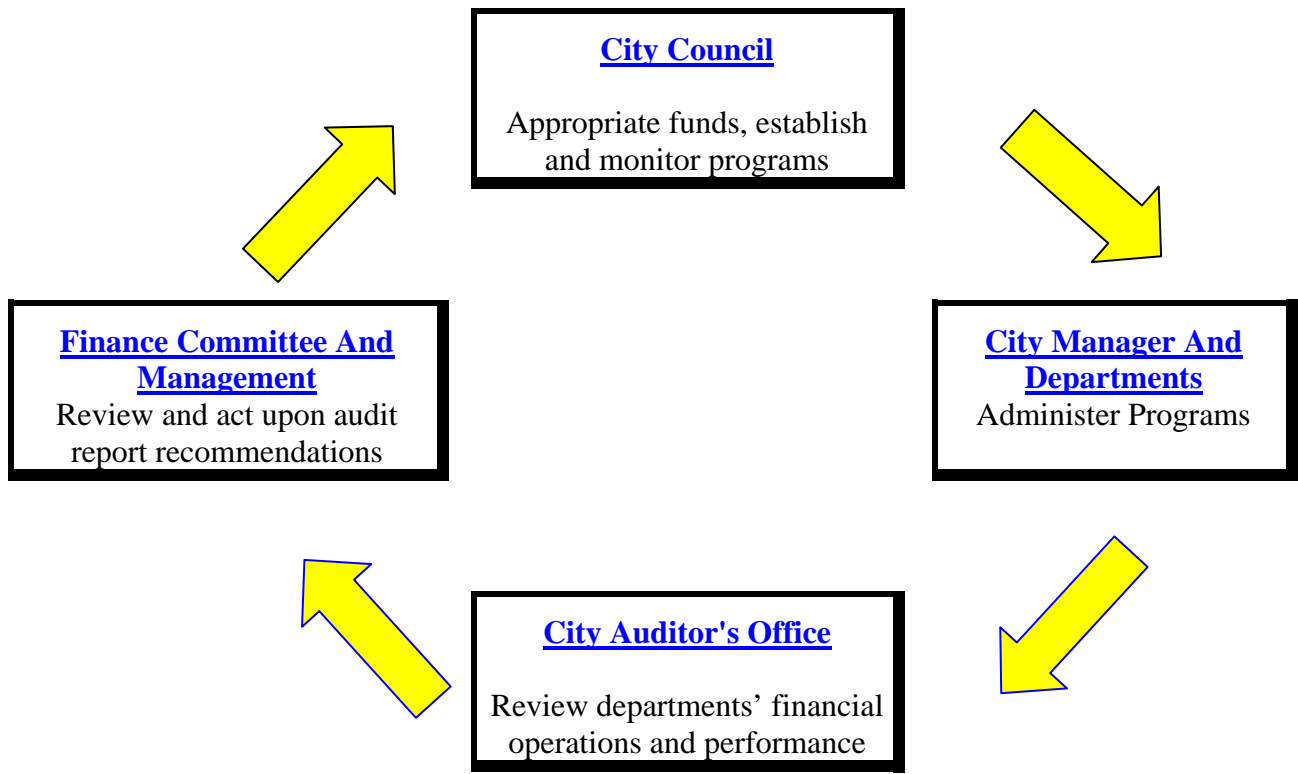 City Council
Appropriate funds, establish
and monitor programs
Finance Committee And
Management
Review and act upon audit
report recommendations
City Manager And
Departments
Administer Programs
City Auditor's Office
Review departments’ financial
operations and performance